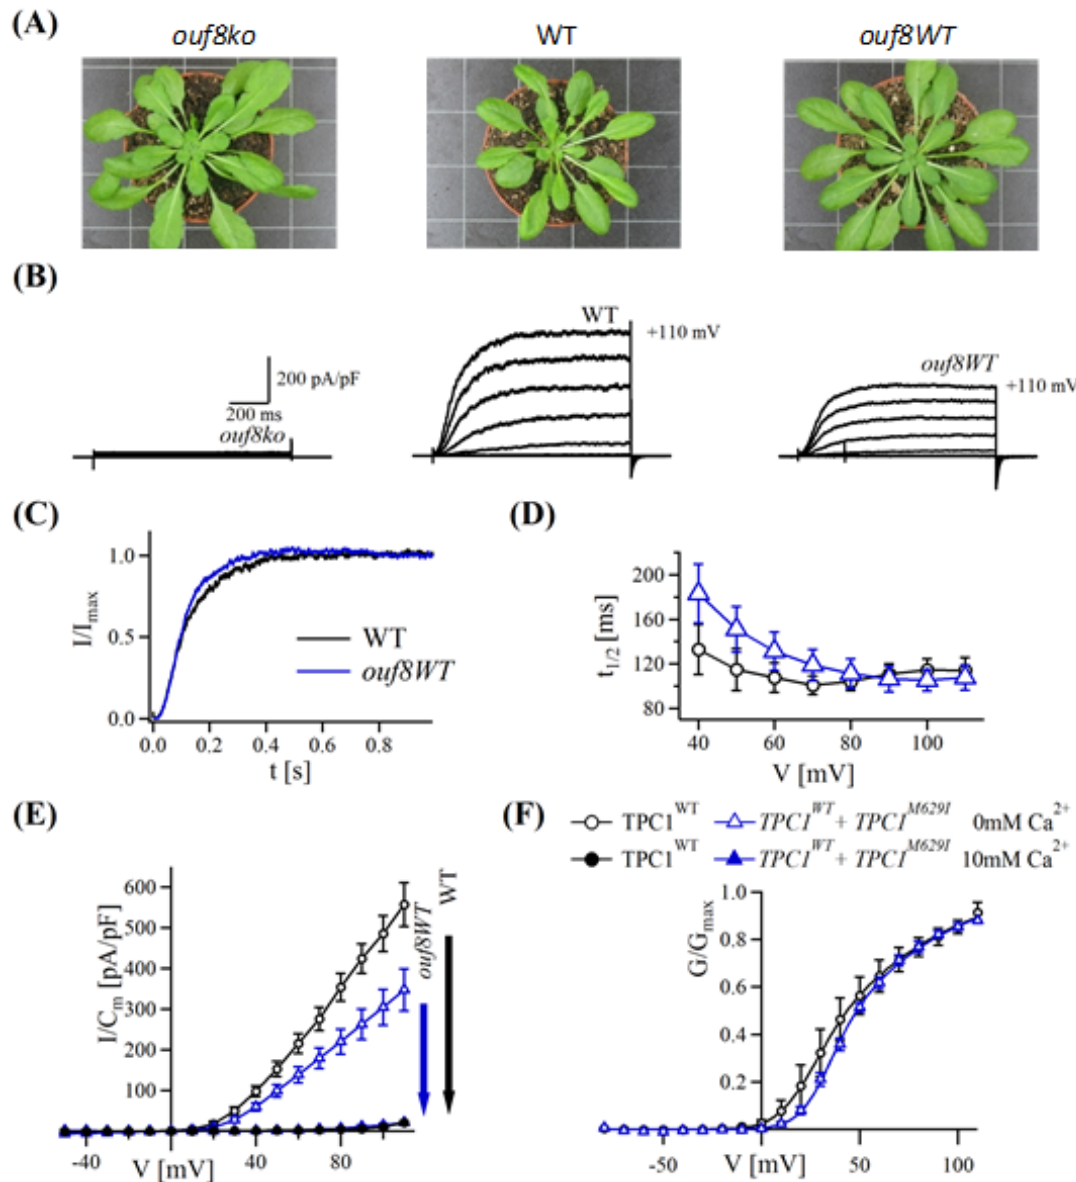 (A)
ouf8ko WT ouf8WT
(B)
WT
+110 mV
200 pA/pF
200 ms
ouf8ko
ouf8WT
+110 mV
(C)
I/Imax
1.0
0.5
0.0
WT
ouf8WT
0.0 0.2 0.4 0.6 0.8
t [s]
(D)
t1/2 [ms]
200
160
120
80
40 60 80 100
V [mV]
(E)
I/Cm [pA/pF]
600
500
400
300
200
100
-40 40 80
V [mV]
ouf8WT
WT
(F)
TPC1WT TPC1WT + TPC1M629I 0mM Ca2+
TPC1WT TPC1WT + TPC1M629I 10mM Ca2+
G/Gmax
1.0
0.8
0.6
0.4
0.2
-50 50 100
V [mV]